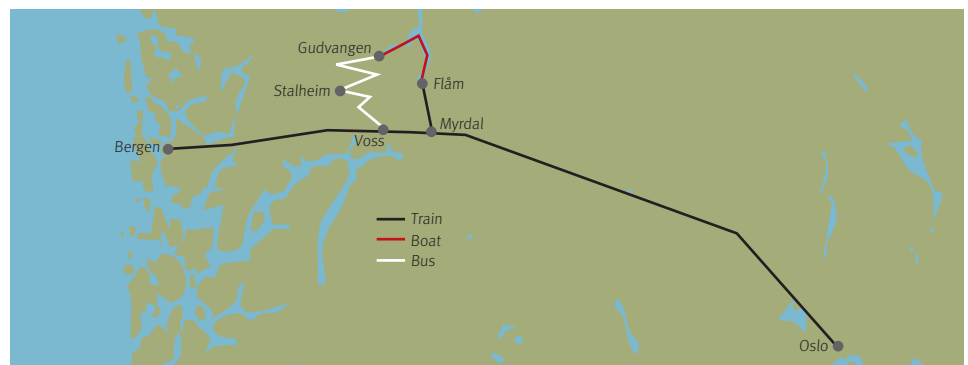 Gudvangen
Stalheim
Flåm
Myrdal
Voss
Bergen
Train
Boat
Bus
Oslo